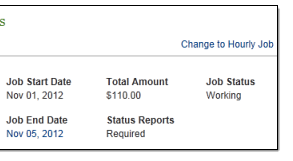 s
Change to Hourly Job
Job Start Date Total Amount Job Status
Nov 01, 2012 $110.00 Working
Job End Date Status Reports
Nov 05, 2012 Required